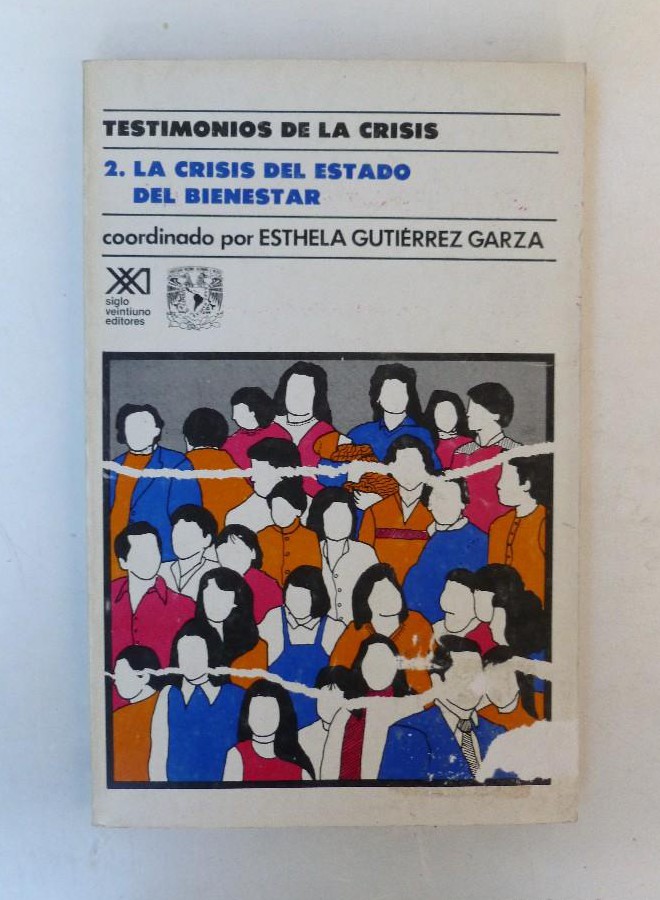 TESTIMONIOS DE LA CRISIS
2. LA CRISIS DEL ESTADO
DEL BIENESTAR
coordinado por ESTHELA GUTIÉRREZ GARZA
siglo
veintiuno
editores